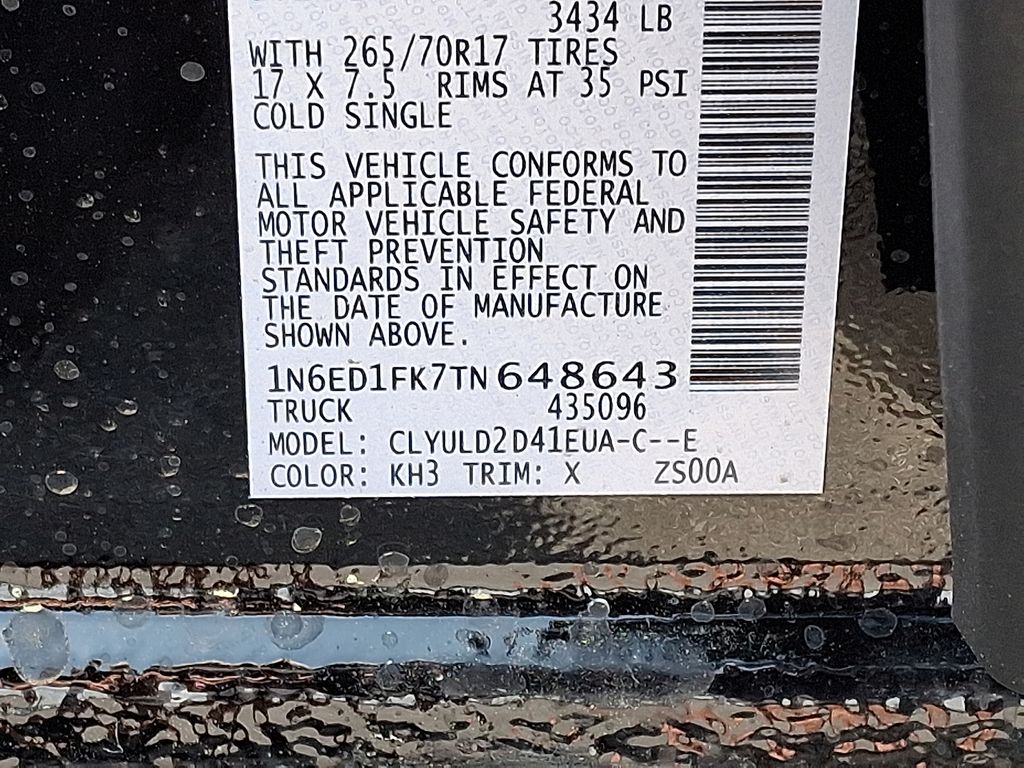 3434 LB
WITH 265/70R17 TIRES
17 X 7.5 RIMS AT 35 PSI
COLD SINGLE
THIS VEHICLE CONFORMS TO
ALL APPLICABLE FEDERAL
MOTOR VEHICLE SAFETY AND
THEFT PREVENTION
STANDARDS IN EFFECT ON
THE DATE OF MANUFACTURE
SHOWN ABOVE.
1N6ED1FK7TN648643
TRUCK 435096
MODEL: CLYULD2D41EUA-C--E
COLOR: KH3 TRIM: X ZS00A